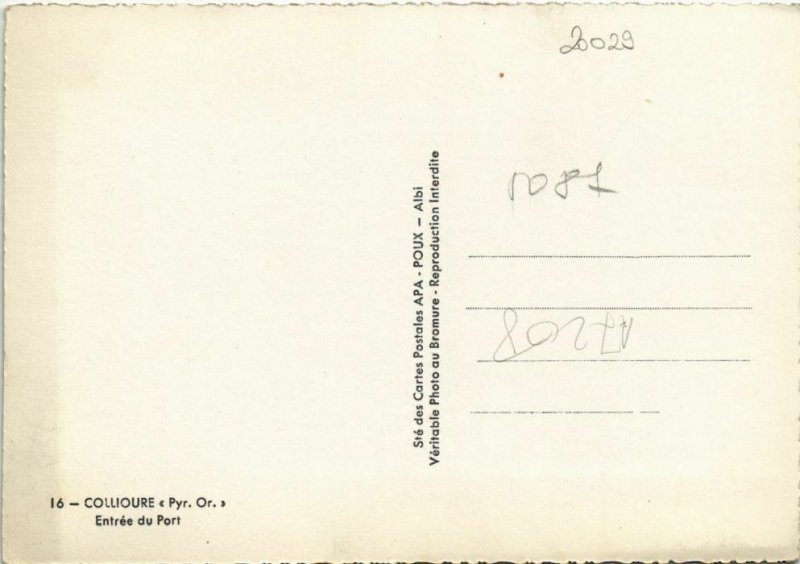 20029
Sté des Cartes Postales APA - POUX — Albi
Véritable Photo au Bromure - Reproduction Interdite
16 — COLLIOURE « Pyr. Or. »
Entrée du Port